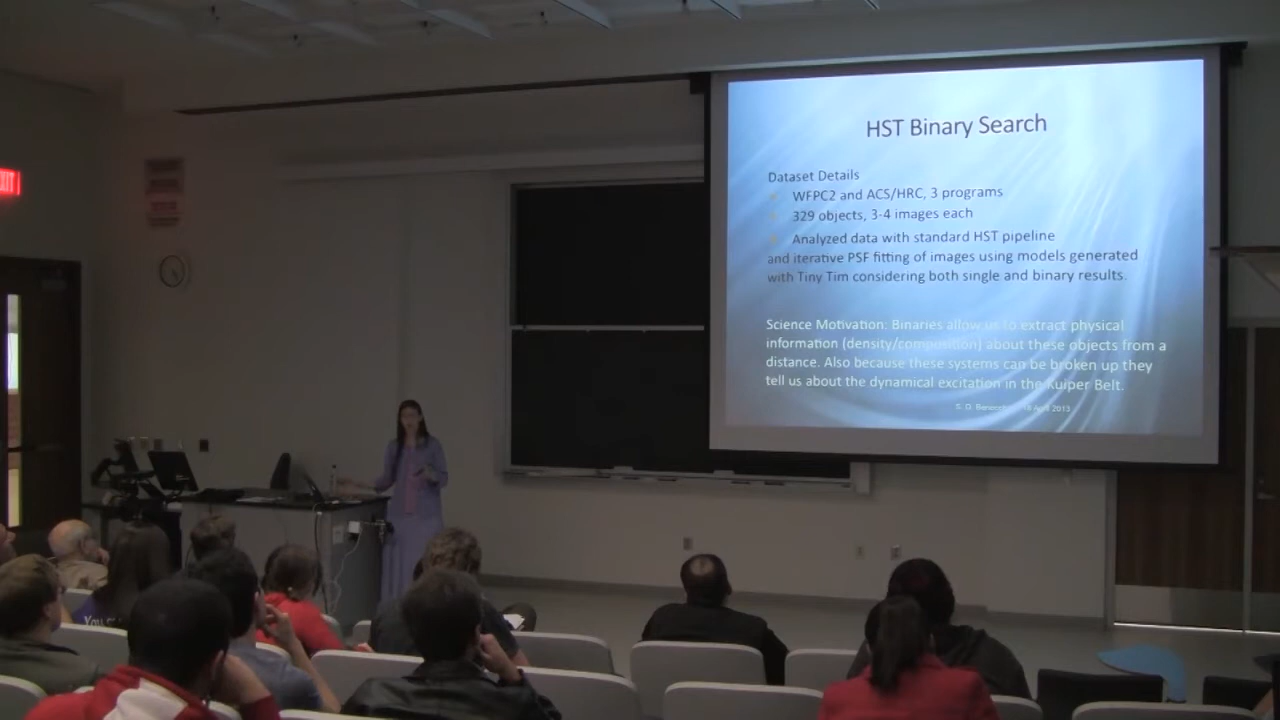 EXIT
HST Binary Search
Dataset Details
WFPC2 and ACS/HRC, 3 programs
329 objects, 3-4 images each
Analyzed data with standard HST pipeline
and iterative PSF fitting of images using models generated
with Tiny Tim considering both single and binary results.
Science Motivation: Binaries allow us to extract physical
information (density/composition) about these objects from a
distance. Also because these systems can be broken up they
tell us about the dynamical excitation in the Kuiper Belt.
S. D. 18 April 2013